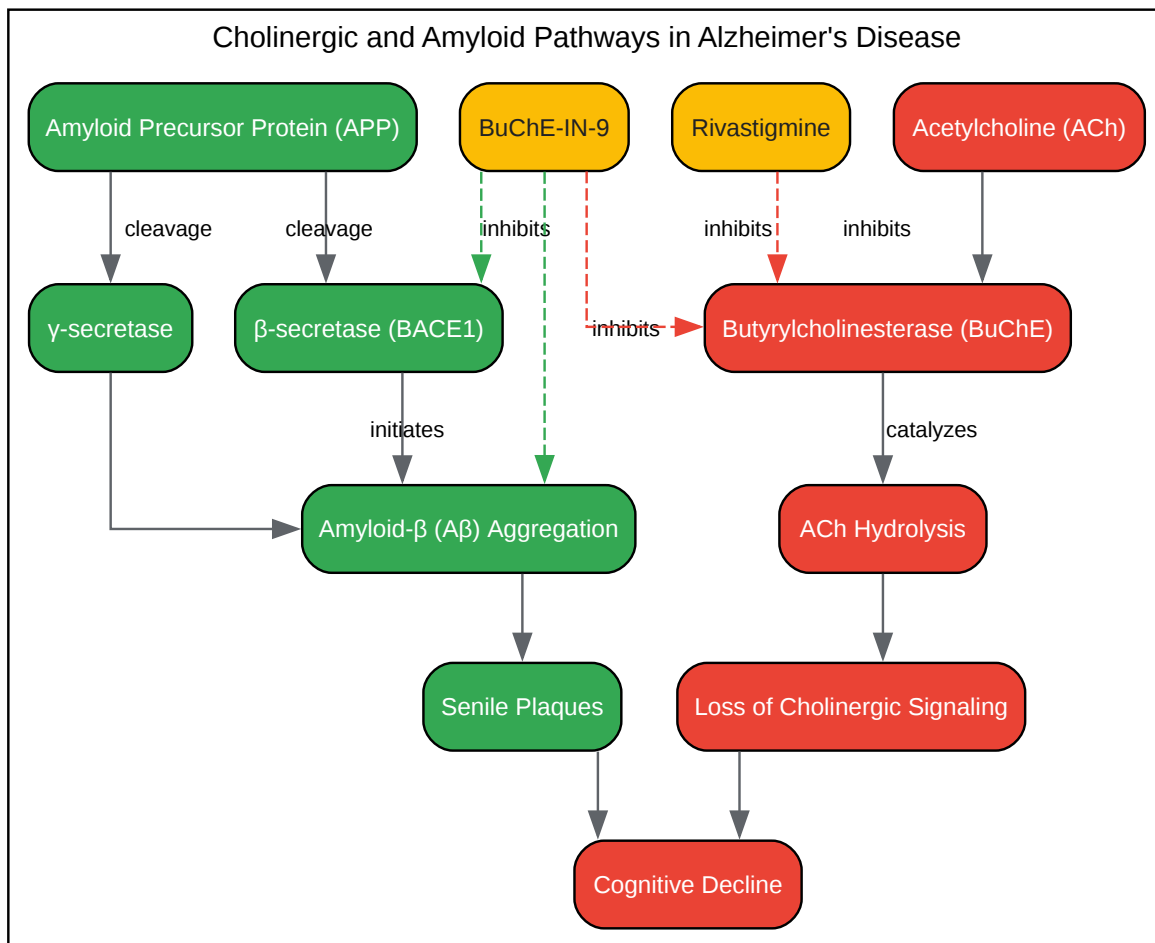 Cholinergic and Amyloid Pathways in Alzheimer's Disease
Amyloid Precursor Protein (APP)
BuChE-IN-9
Rivastigmine
Acetylcholine (ACh)
cleavage
cleavage
inhibits
inhibits
inhibits
γ-secretase
β-secretase (BACE1)
inhibits
Butyrylcholinesterase (BuChE)
initiates
catalyzes
Amyloid-β (Aβ) Aggregation
ACh Hydrolysis
Senile Plaques
Loss of Cholinergic Signaling
Cognitive Decline